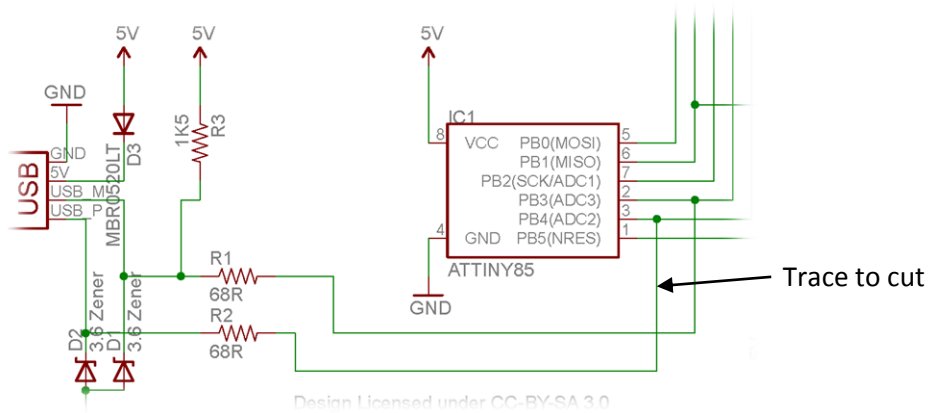 5V
5V
5V
GND
D3
MBR0520LT
1K5
R3
USB
GND
5V
USB_M
USB_P
IC1
8
VCC
4
GND
PB0(MOSI)
5
PB1(MISO)
6
PB2(SCK/ADC1)
7
PB3(ADC3)
2
PB4(ADC2)
3
PB5(NRES)
1
ATTINY85
GND
R1
68R
R2
68R
Trace to cut
D2
3.6 Zener
D1
3.6 Zener
Design Licensed under CC-BY-SA 3.0